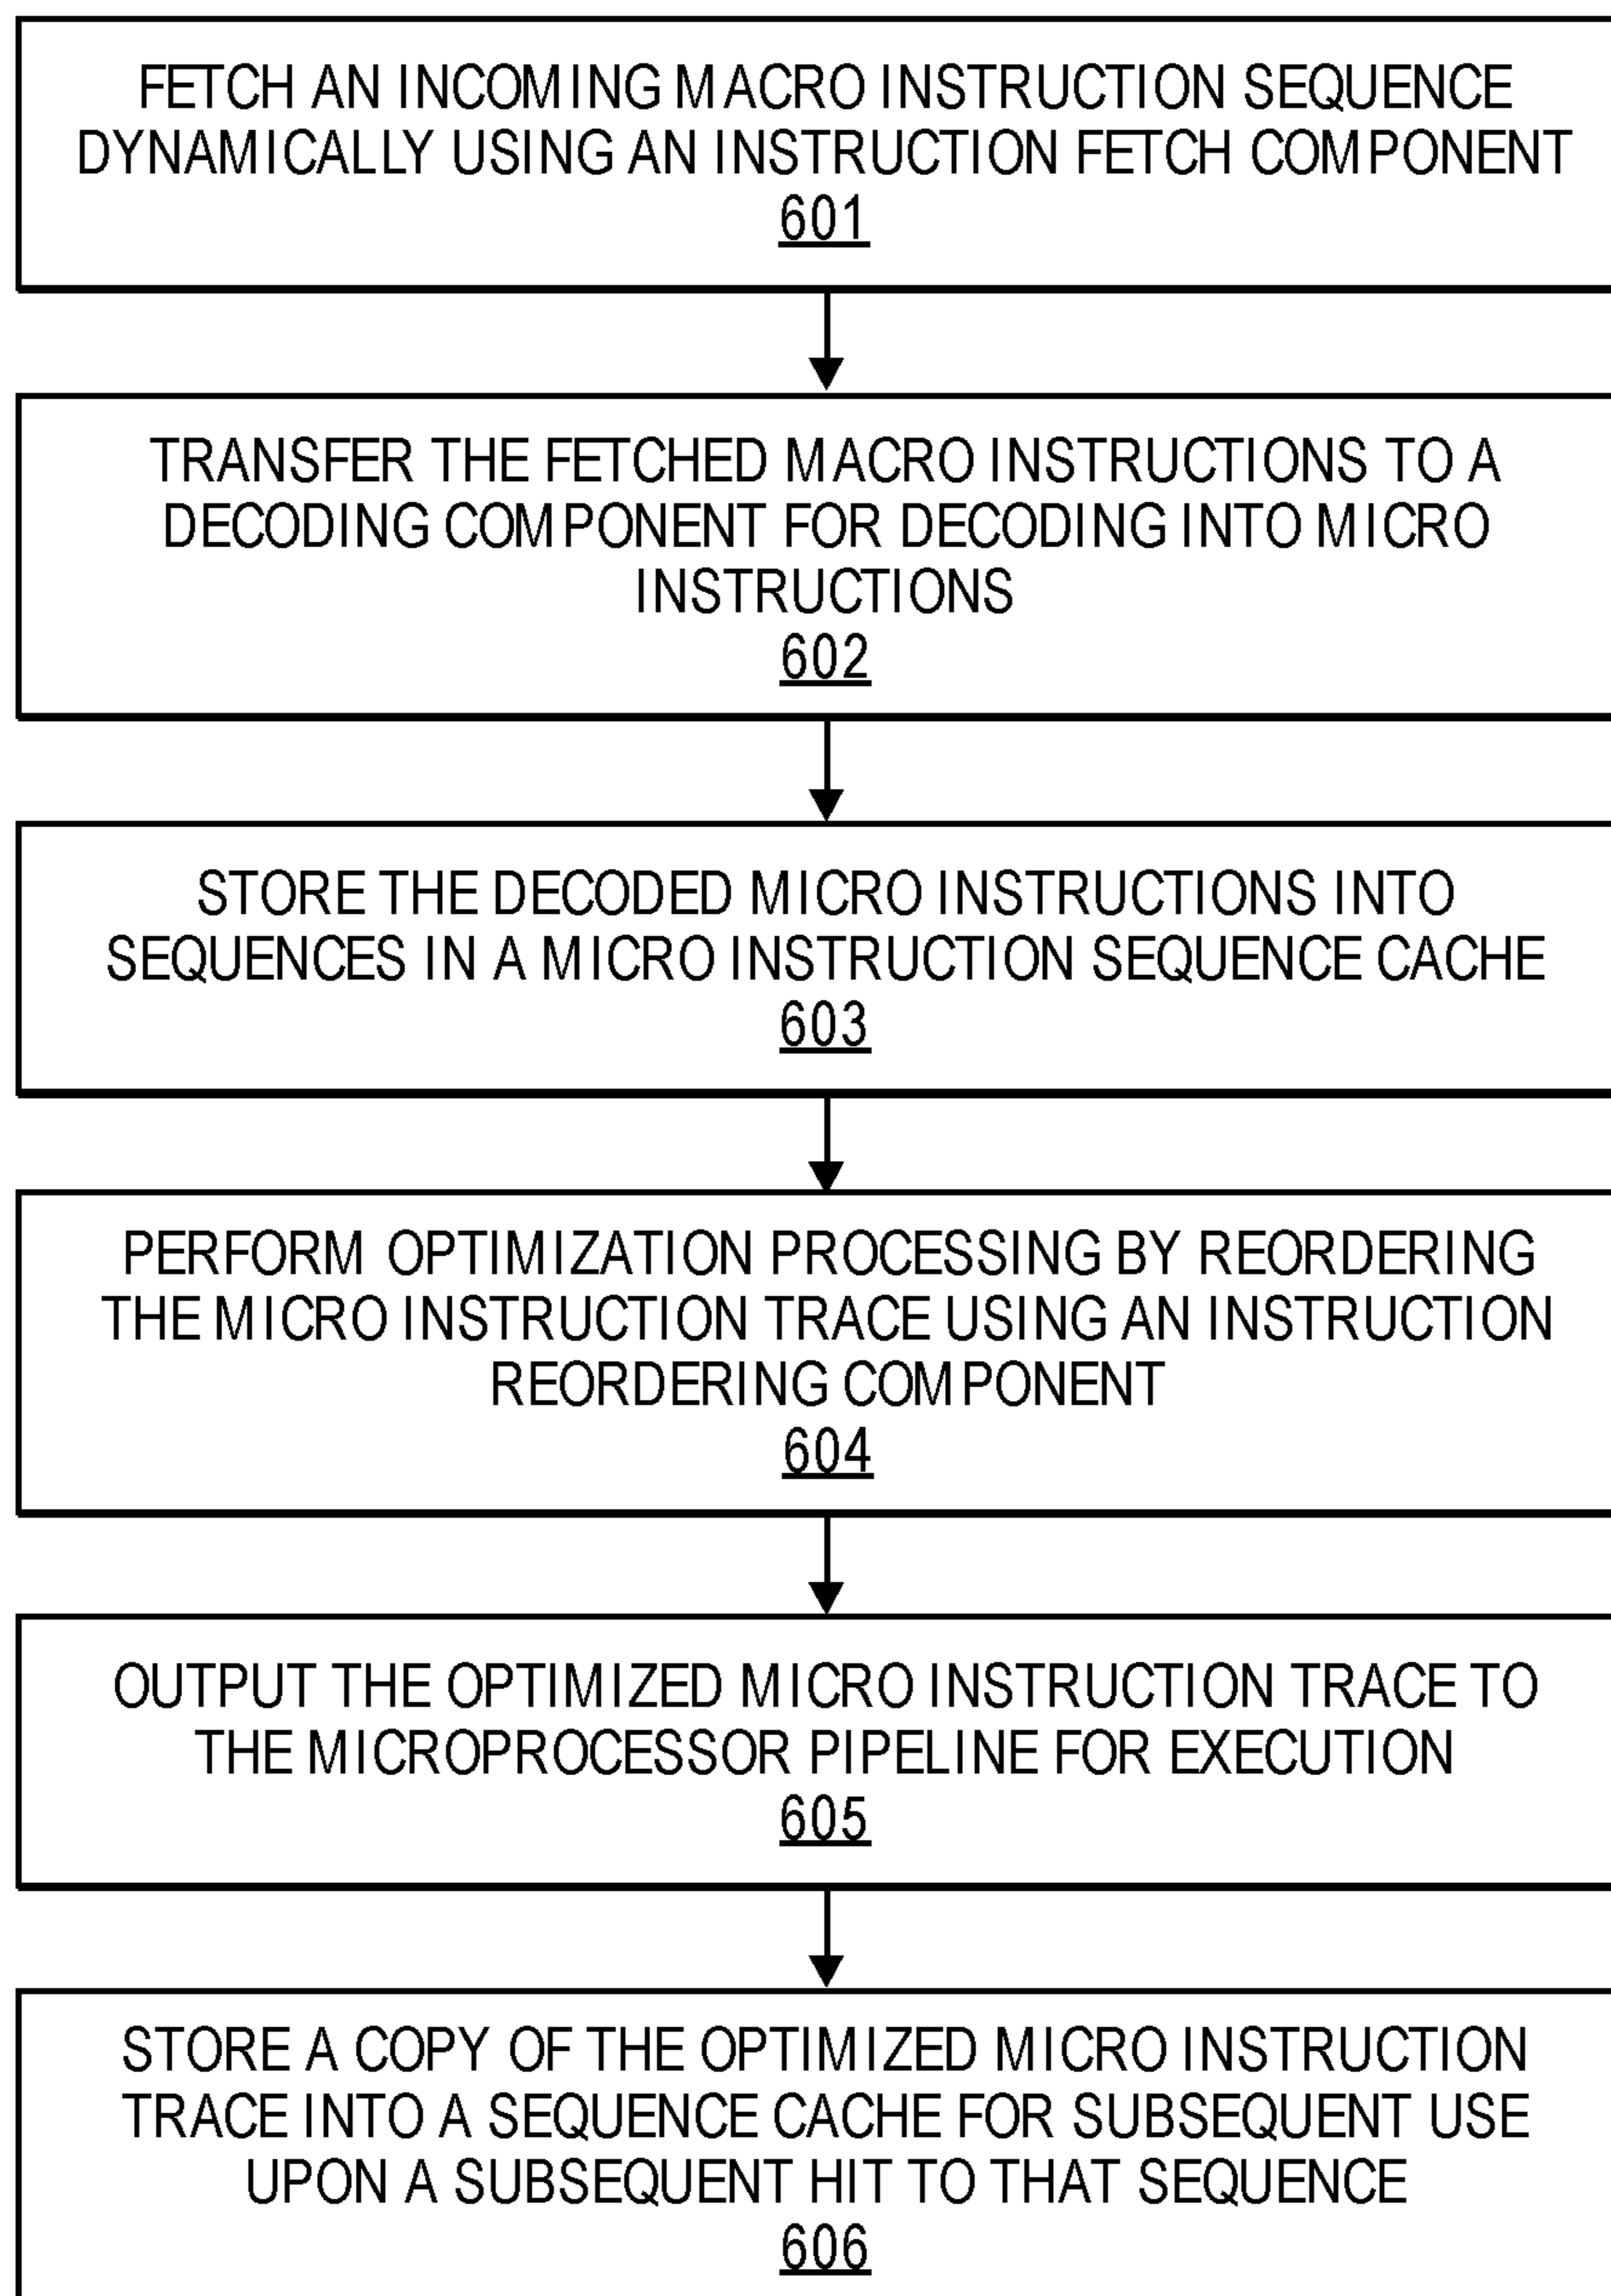 FETCH AN INCOMING MACRO INSTRUCTION SEQUENCE
DYNAMICALLY USING AN INSTRUCTION FETCH COMPONENT
601
TRANSFER THE FETCHED MACRO INSTRUCTIONS TO A
DECODING COMPONENT FOR DECODING INTO MICRO
INSTRUCTIONS
602
STORE THE DECODED MICRO INSTRUCTIONS INTO
SEQUENCES IN A MICRO INSTRUCTION SEQUENCE CACHE
603
PERFORM OPTIMIZATION PROCESSING BY REORDERING
THE MICRO INSTRUCTION TRACE USING AN INSTRUCTION
REORDERING COMPONENT
604
OUTPUT THE OPTIMIZED MICRO INSTRUCTION TRACE TO
THE MICROPROCESSOR PIPELINE FOR EXECUTION
605
STORE A COPY OF THE OPTIMIZED MICRO INSTRUCTION
TRACE INTO A SEQUENCE CACHE FOR SUBSEQUENT USE
UPON A SUBSEQUENT HIT TO THAT SEQUENCE
606